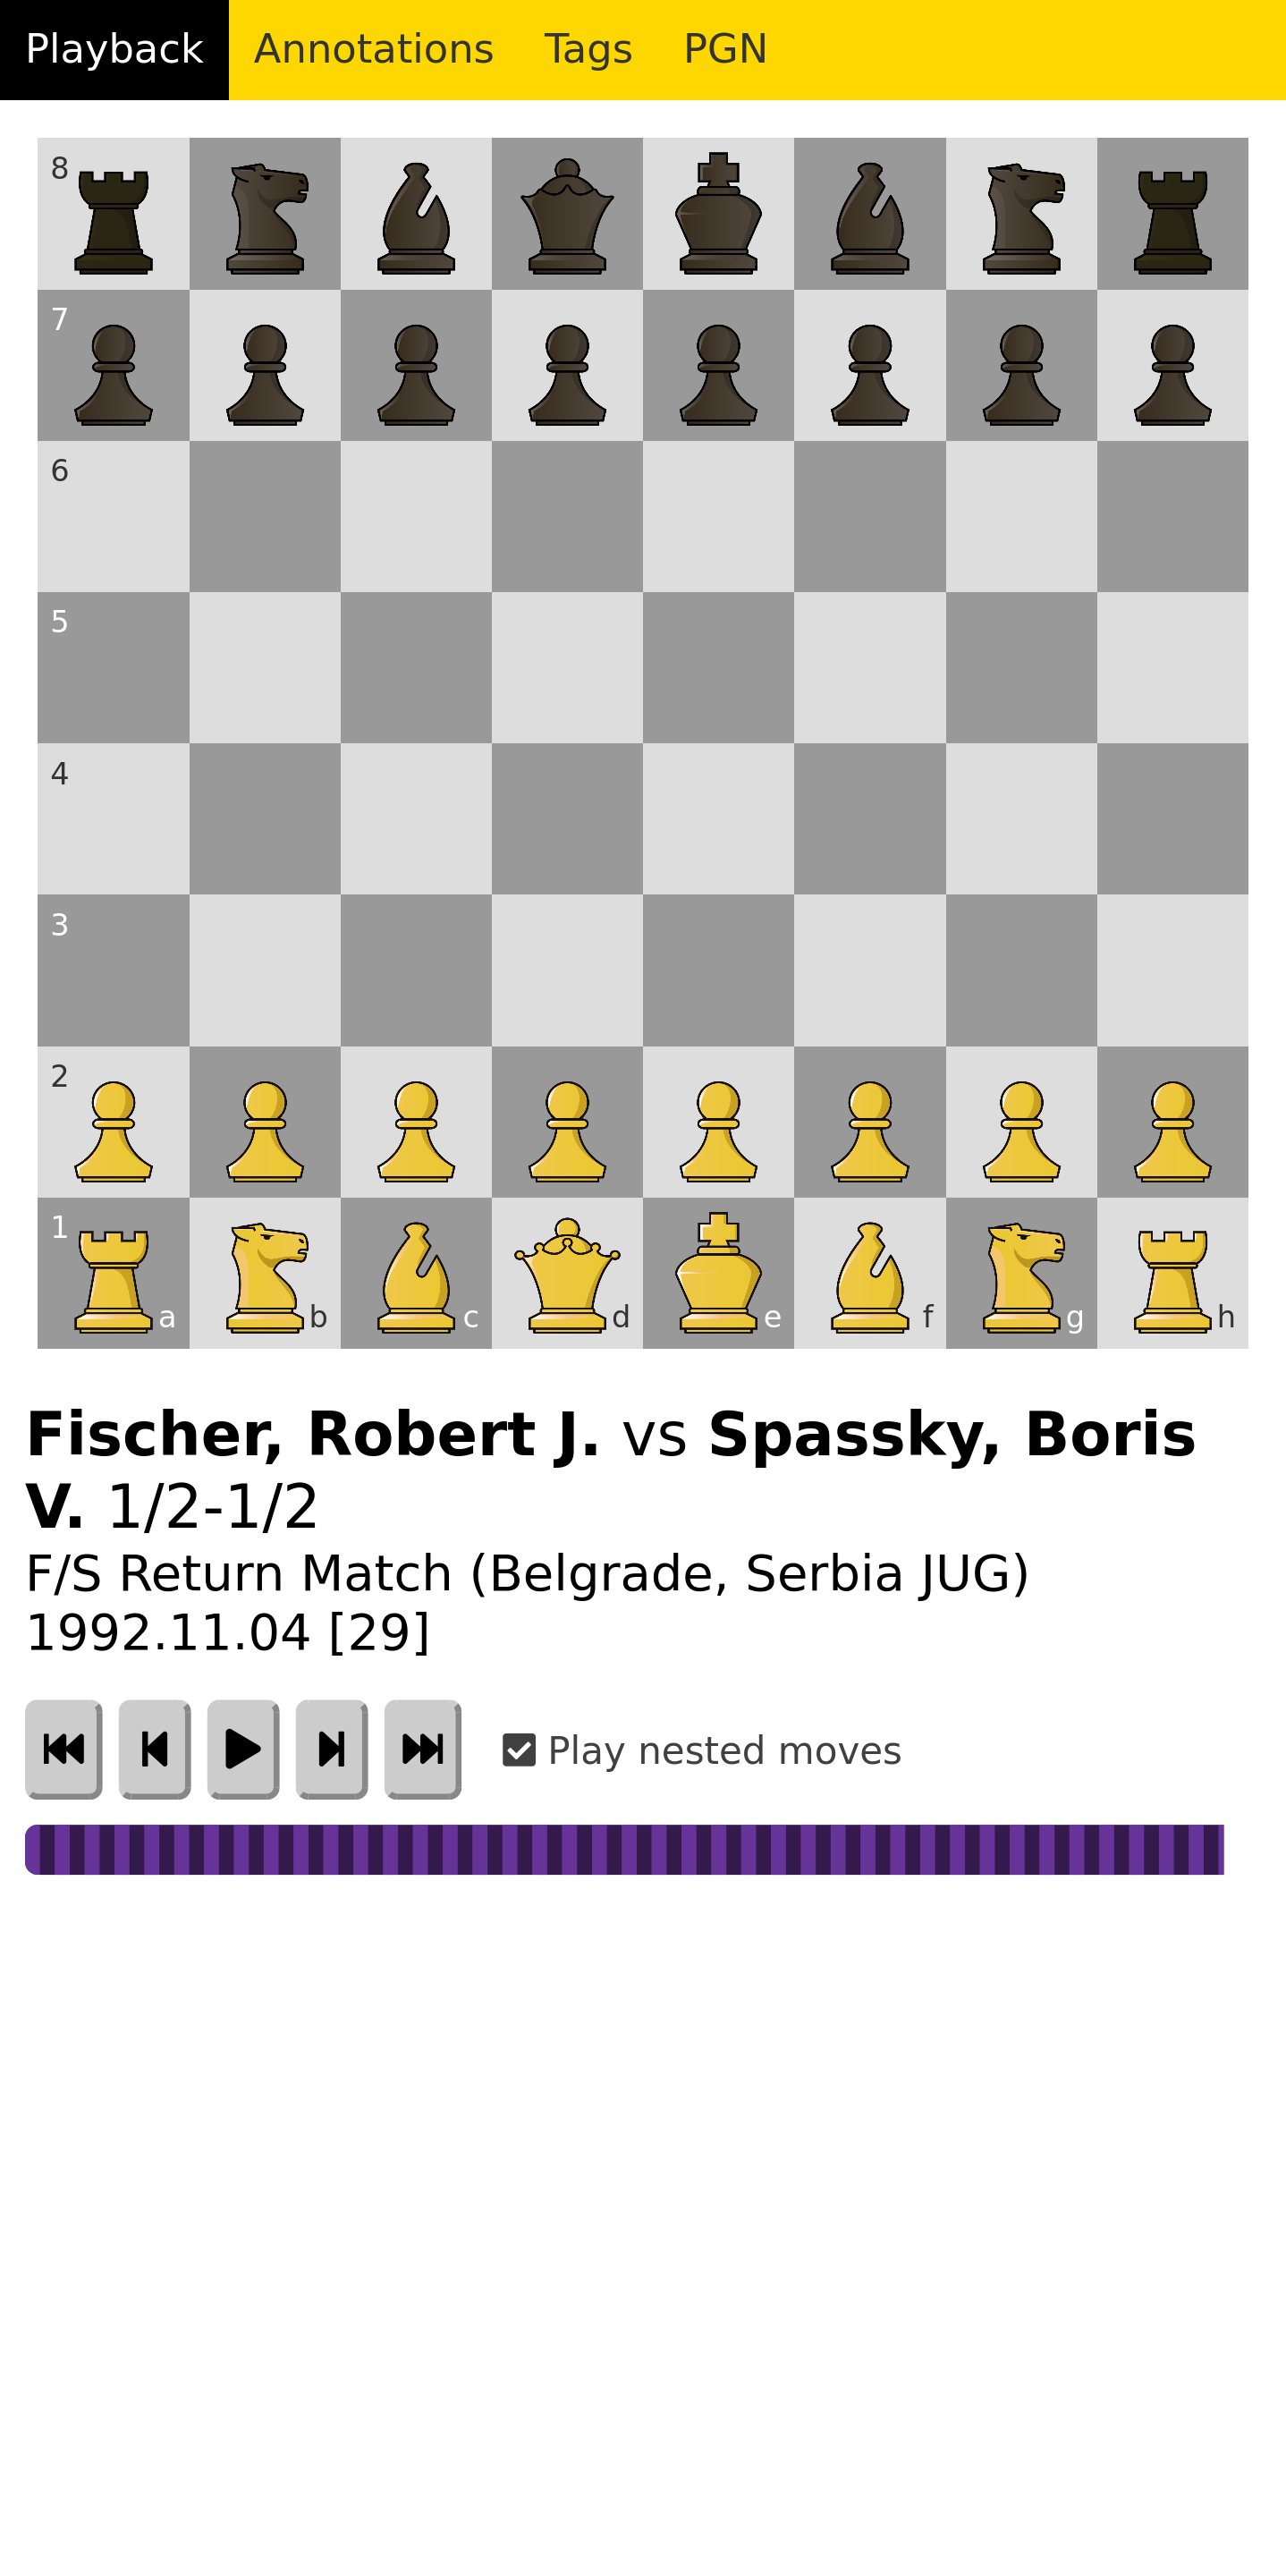 Playback Annotations Tags PGN
8
7
6
5
4
3
2
1
a b c d e f g h
Fischer, Robert J. vs Spassky, Boris
V. 1/2-1/2
F/S Return Match (Belgrade, Serbia JUG)
1992.11.04 [29]
Play nested moves